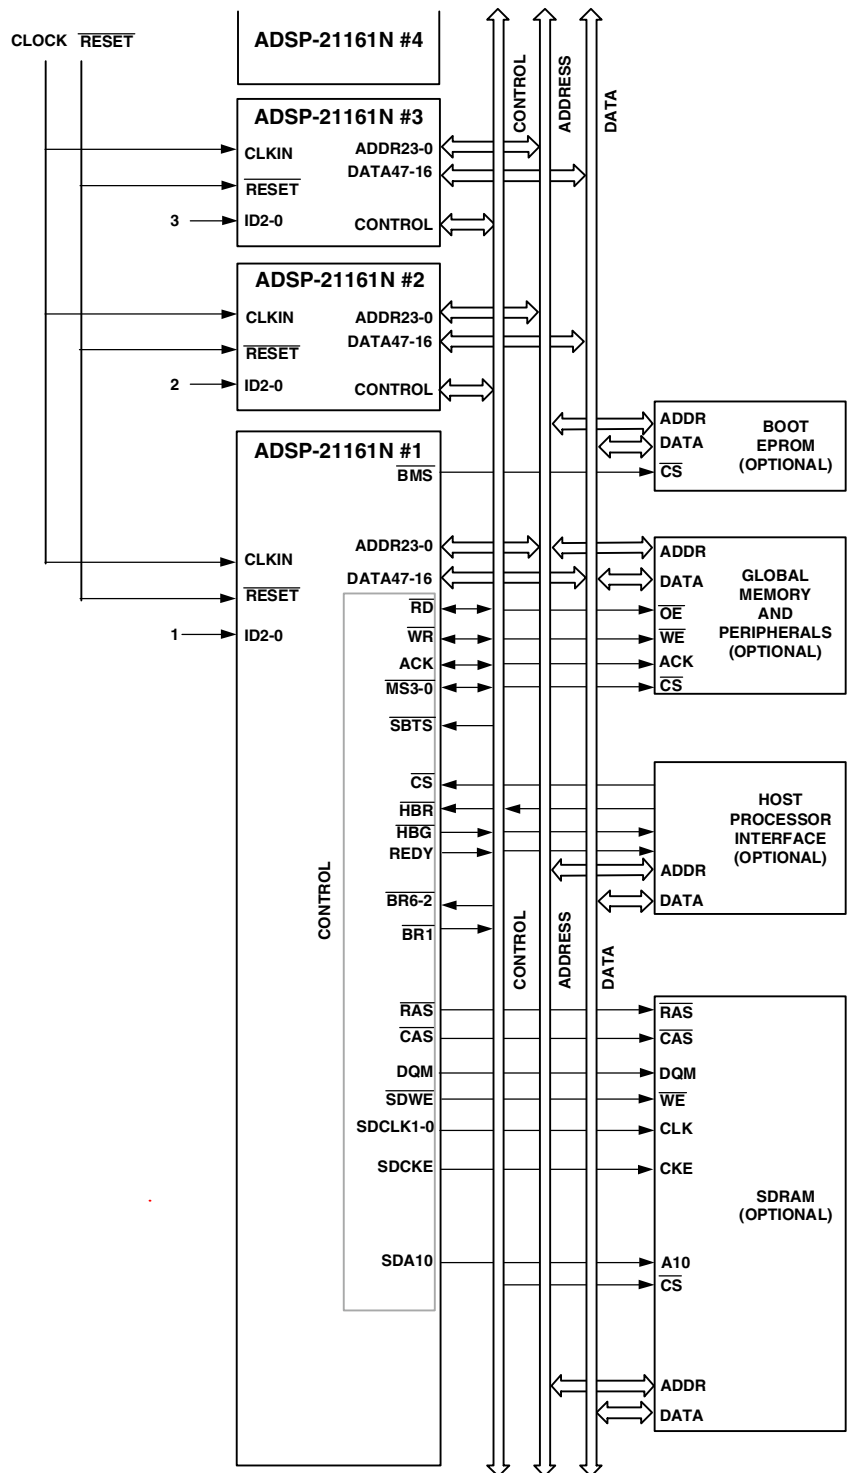 CLOCK RESET
ADSP-21161N #4
CONTROL
ADDRESS
DATA
ADSP-21161N #3
CLKIN
RESET
3
ID2-0
ADDR23-0
DATA47-16
CONTROL
ADSP-21161N #2
CLKIN
RESET
2
ID2-0
ADDR23-0
DATA47-16
CONTROL
ADSP-21161N #1
BMS
CLKIN
RESET
1
ID2-0
ADDR23-0
DATA47-16
CONTROL
RD
WR
ACK
MS3-0
SBTS
CS
HBR
HBG
REDY
BR6-2
BR1
RAS
CAS
DQM
SDWE
SDCLK1-0
SDCKE
SDA10
CONTROL
ADDRESS
DATA
ADDR
DATA
CS
BOOT
EPROM
(OPTIONAL)
ADDR
DATA
OE
WE
ACK
CS
GLOBAL
MEMORY
AND
PERIPHERALS
(OPTIONAL)
HOST
PROCESSOR
INTERFACE
(OPTIONAL)
ADDR
DATA
RAS
CAS
DQM
WE
CLK
CKE
A10
CS
ADDR
DATA
SDRAM
(OPTIONAL)